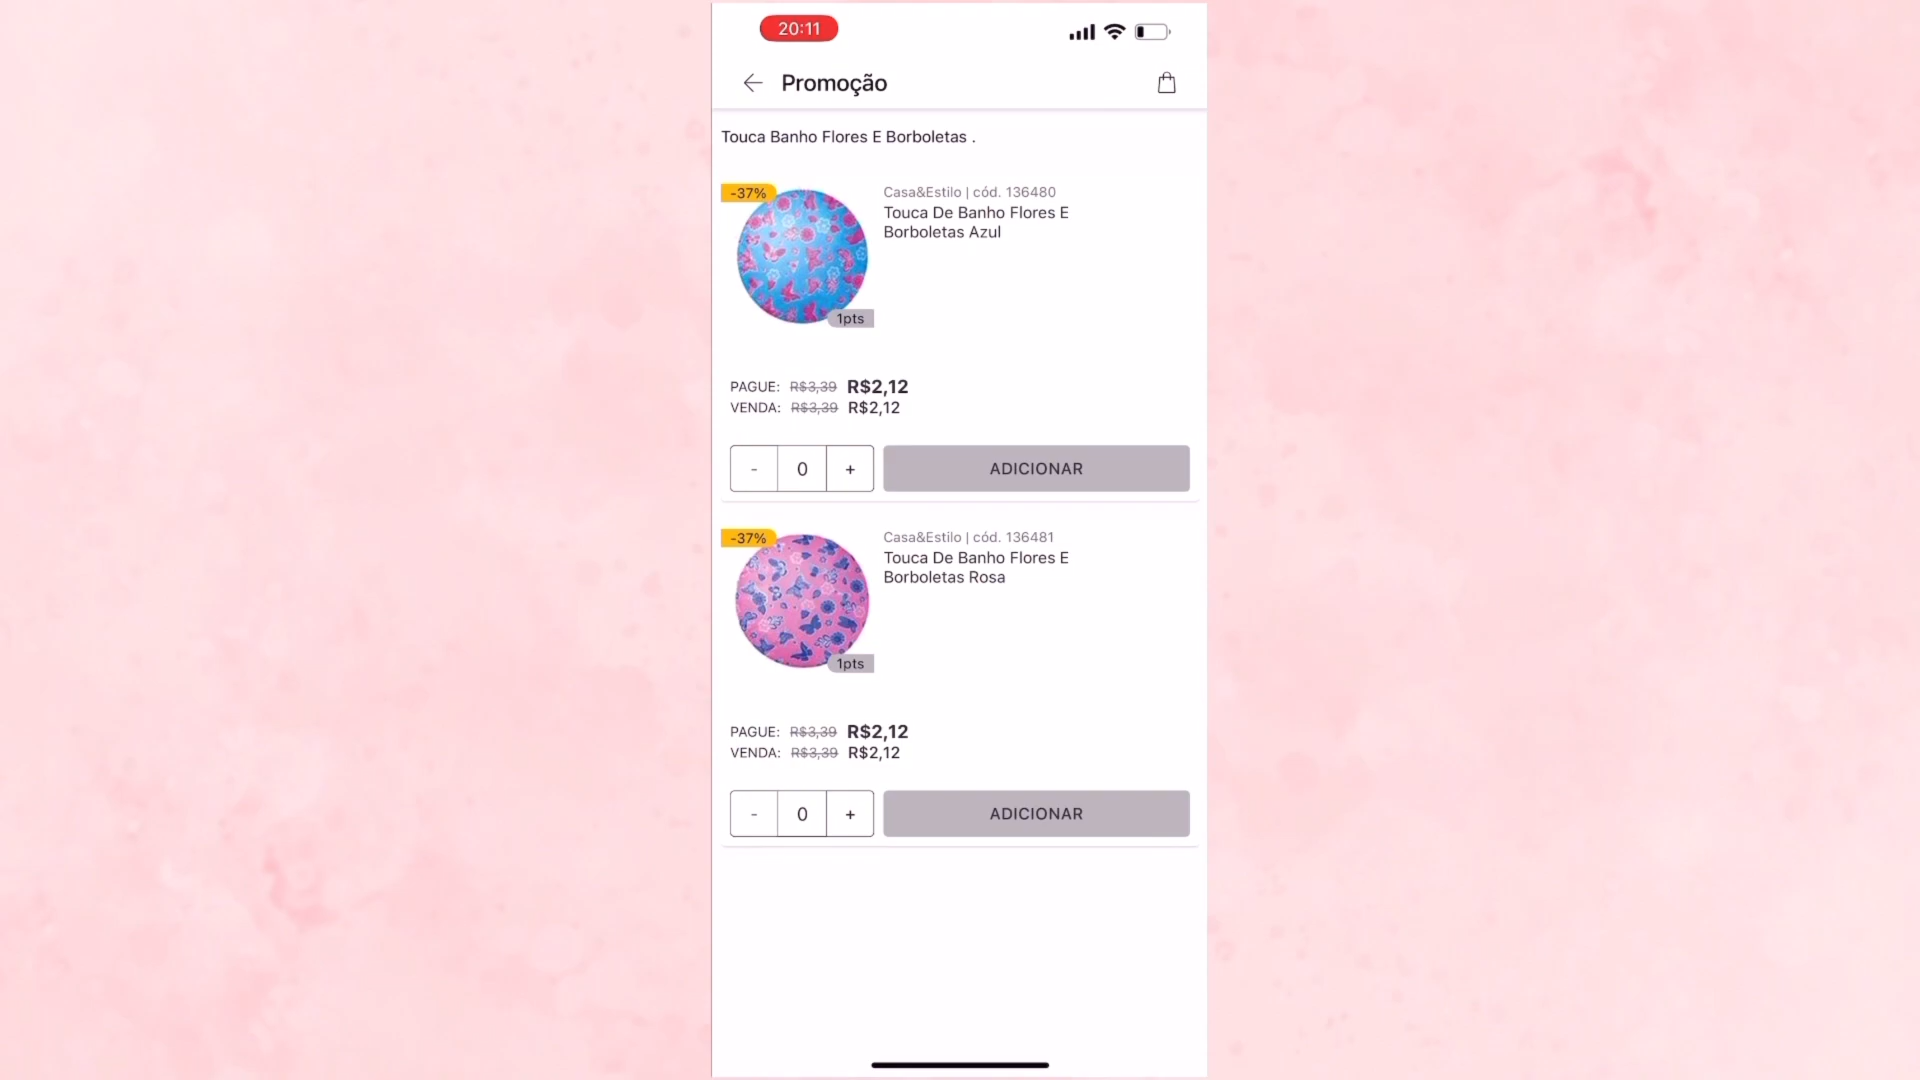 20:11
Promoção
Touca Banho Flores E Borboletas .
-37%
Casa&Estilo | cód. 136480
Touca De Banho Flores E
Borboletas Azul
1pts
PAGUE: R$3,39 R$2,12
VENDA: R$3,39 R$2,12
- 0 + ADICIONAR
-37%
Casa&Estilo | cód. 136481
Touca De Banho Flores E
Borboletas Rosa
1pts
PAGUE: R$3,39 R$2,12
VENDA: R$3,39 R$2,12
- 0 + ADICIONAR